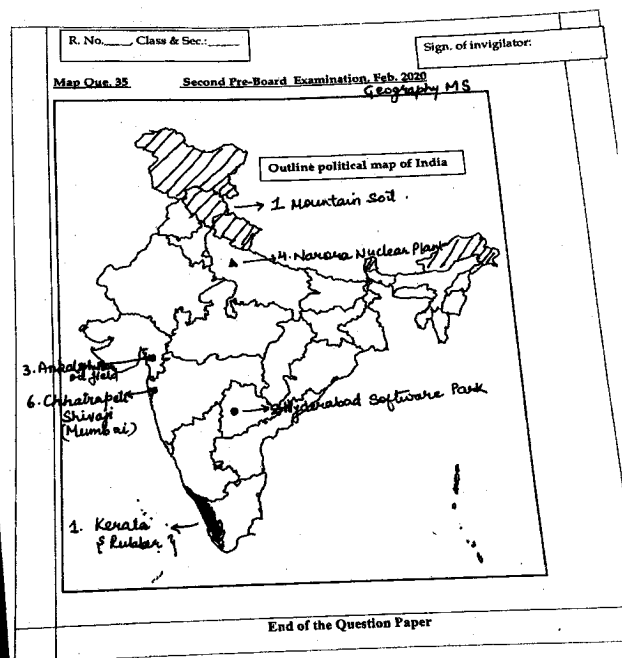 R. No.____ Class & Sec.:_____
Sign. of invigilator:
Map Que. 35 Second Pre-Board Examination, Feb. 2020
Geography MS
Outline political map of India
1 Mountain Soil.
4. Narora Nuclear Plant
3. Ankaleshwar
oil field
6. Chhatrapati
Shivaji
(Mumbai)
Hyderabad Software Park
1. Kerala
{ Rubber }
End of the Question Paper